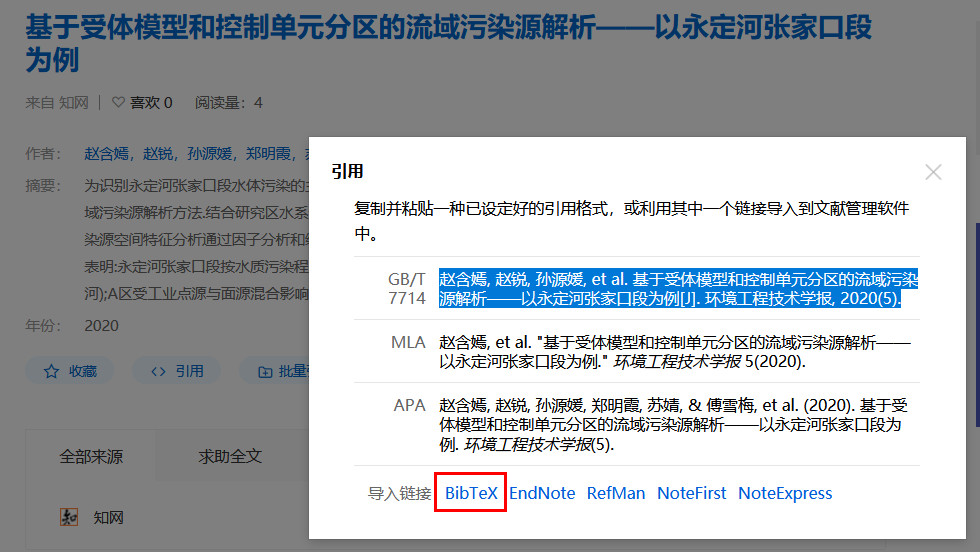 基于受体模型和控制单元分区的流域污染源解析——以永定河张家口段
为例
来自 知网
喜欢 0
阅读量：4
作者：
赵含嫣，赵锐，孙源媛，郑明霞，
摘要：
为识别永定河张家口段水体污染的
域污染源解析方法.结合研究区水系
染源空间特征分析通过因子分析和
表明:永定河张家口段按水质污染程
河);A区受工业点源与面源混合影响
年份：
2020
收藏
引用
批量
全部来源
求助全文
知网
引用
复制并粘贴一种已设定好的引用格式，或利用其中一个链接导入到文献管理软件
中。
GB/T
7714
赵含嫣, 赵锐, 孙源媛, et al. 基于受体模型和控制单元分区的流域污染
源解析——以永定河张家口段为例[J]. 环境工程技术学报, 2020(5).
MLA
赵含嫣, et al. "基于受体模型和控制单元分区的流域污染源解析——
以永定河张家口段为例." 环境工程技术学报 5(2020).
APA
赵含嫣, 赵锐, 孙源媛, 郑明霞, 苏婧, & 傅雪梅, et al. (2020). 基于受
体模型和控制单元分区的流域污染源解析——以永定河张家口段为
例. 环境工程技术学报(5).
导入链接
BibTeX
EndNote
RefMan
NoteFirst
NoteExpress